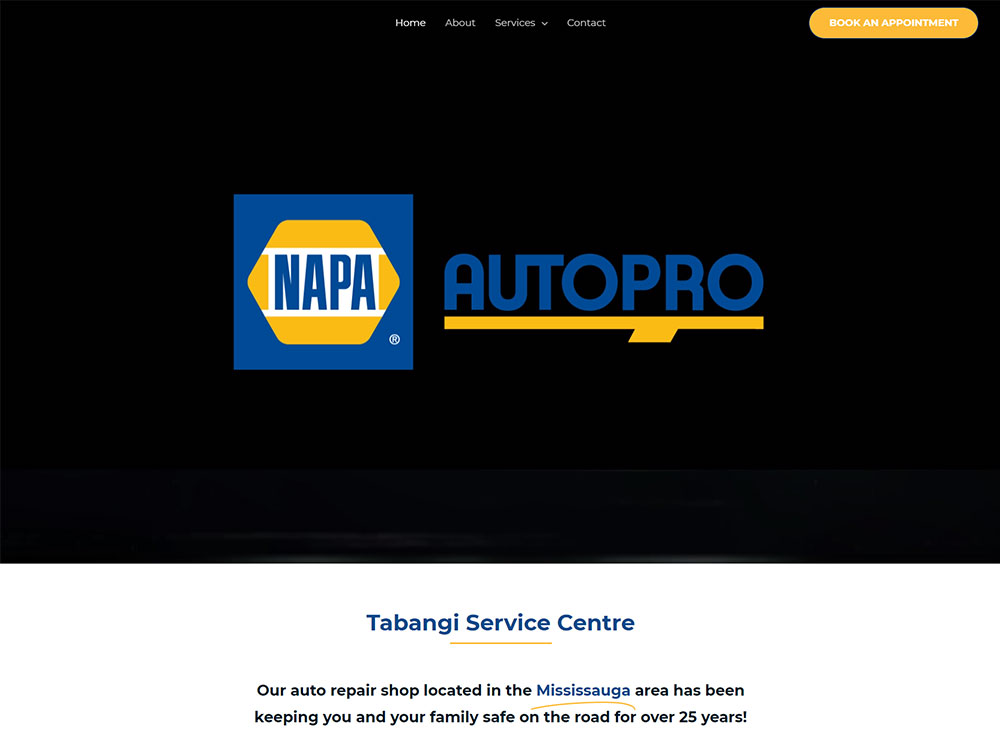 Home About Services Contact BOOK AN APPOINTMENT
NAPA ®
AUTOPRO
Tabangi Service Centre
Our auto repair shop located in the Mississauga area has been
keeping you and your family safe on the road for over 25 years!